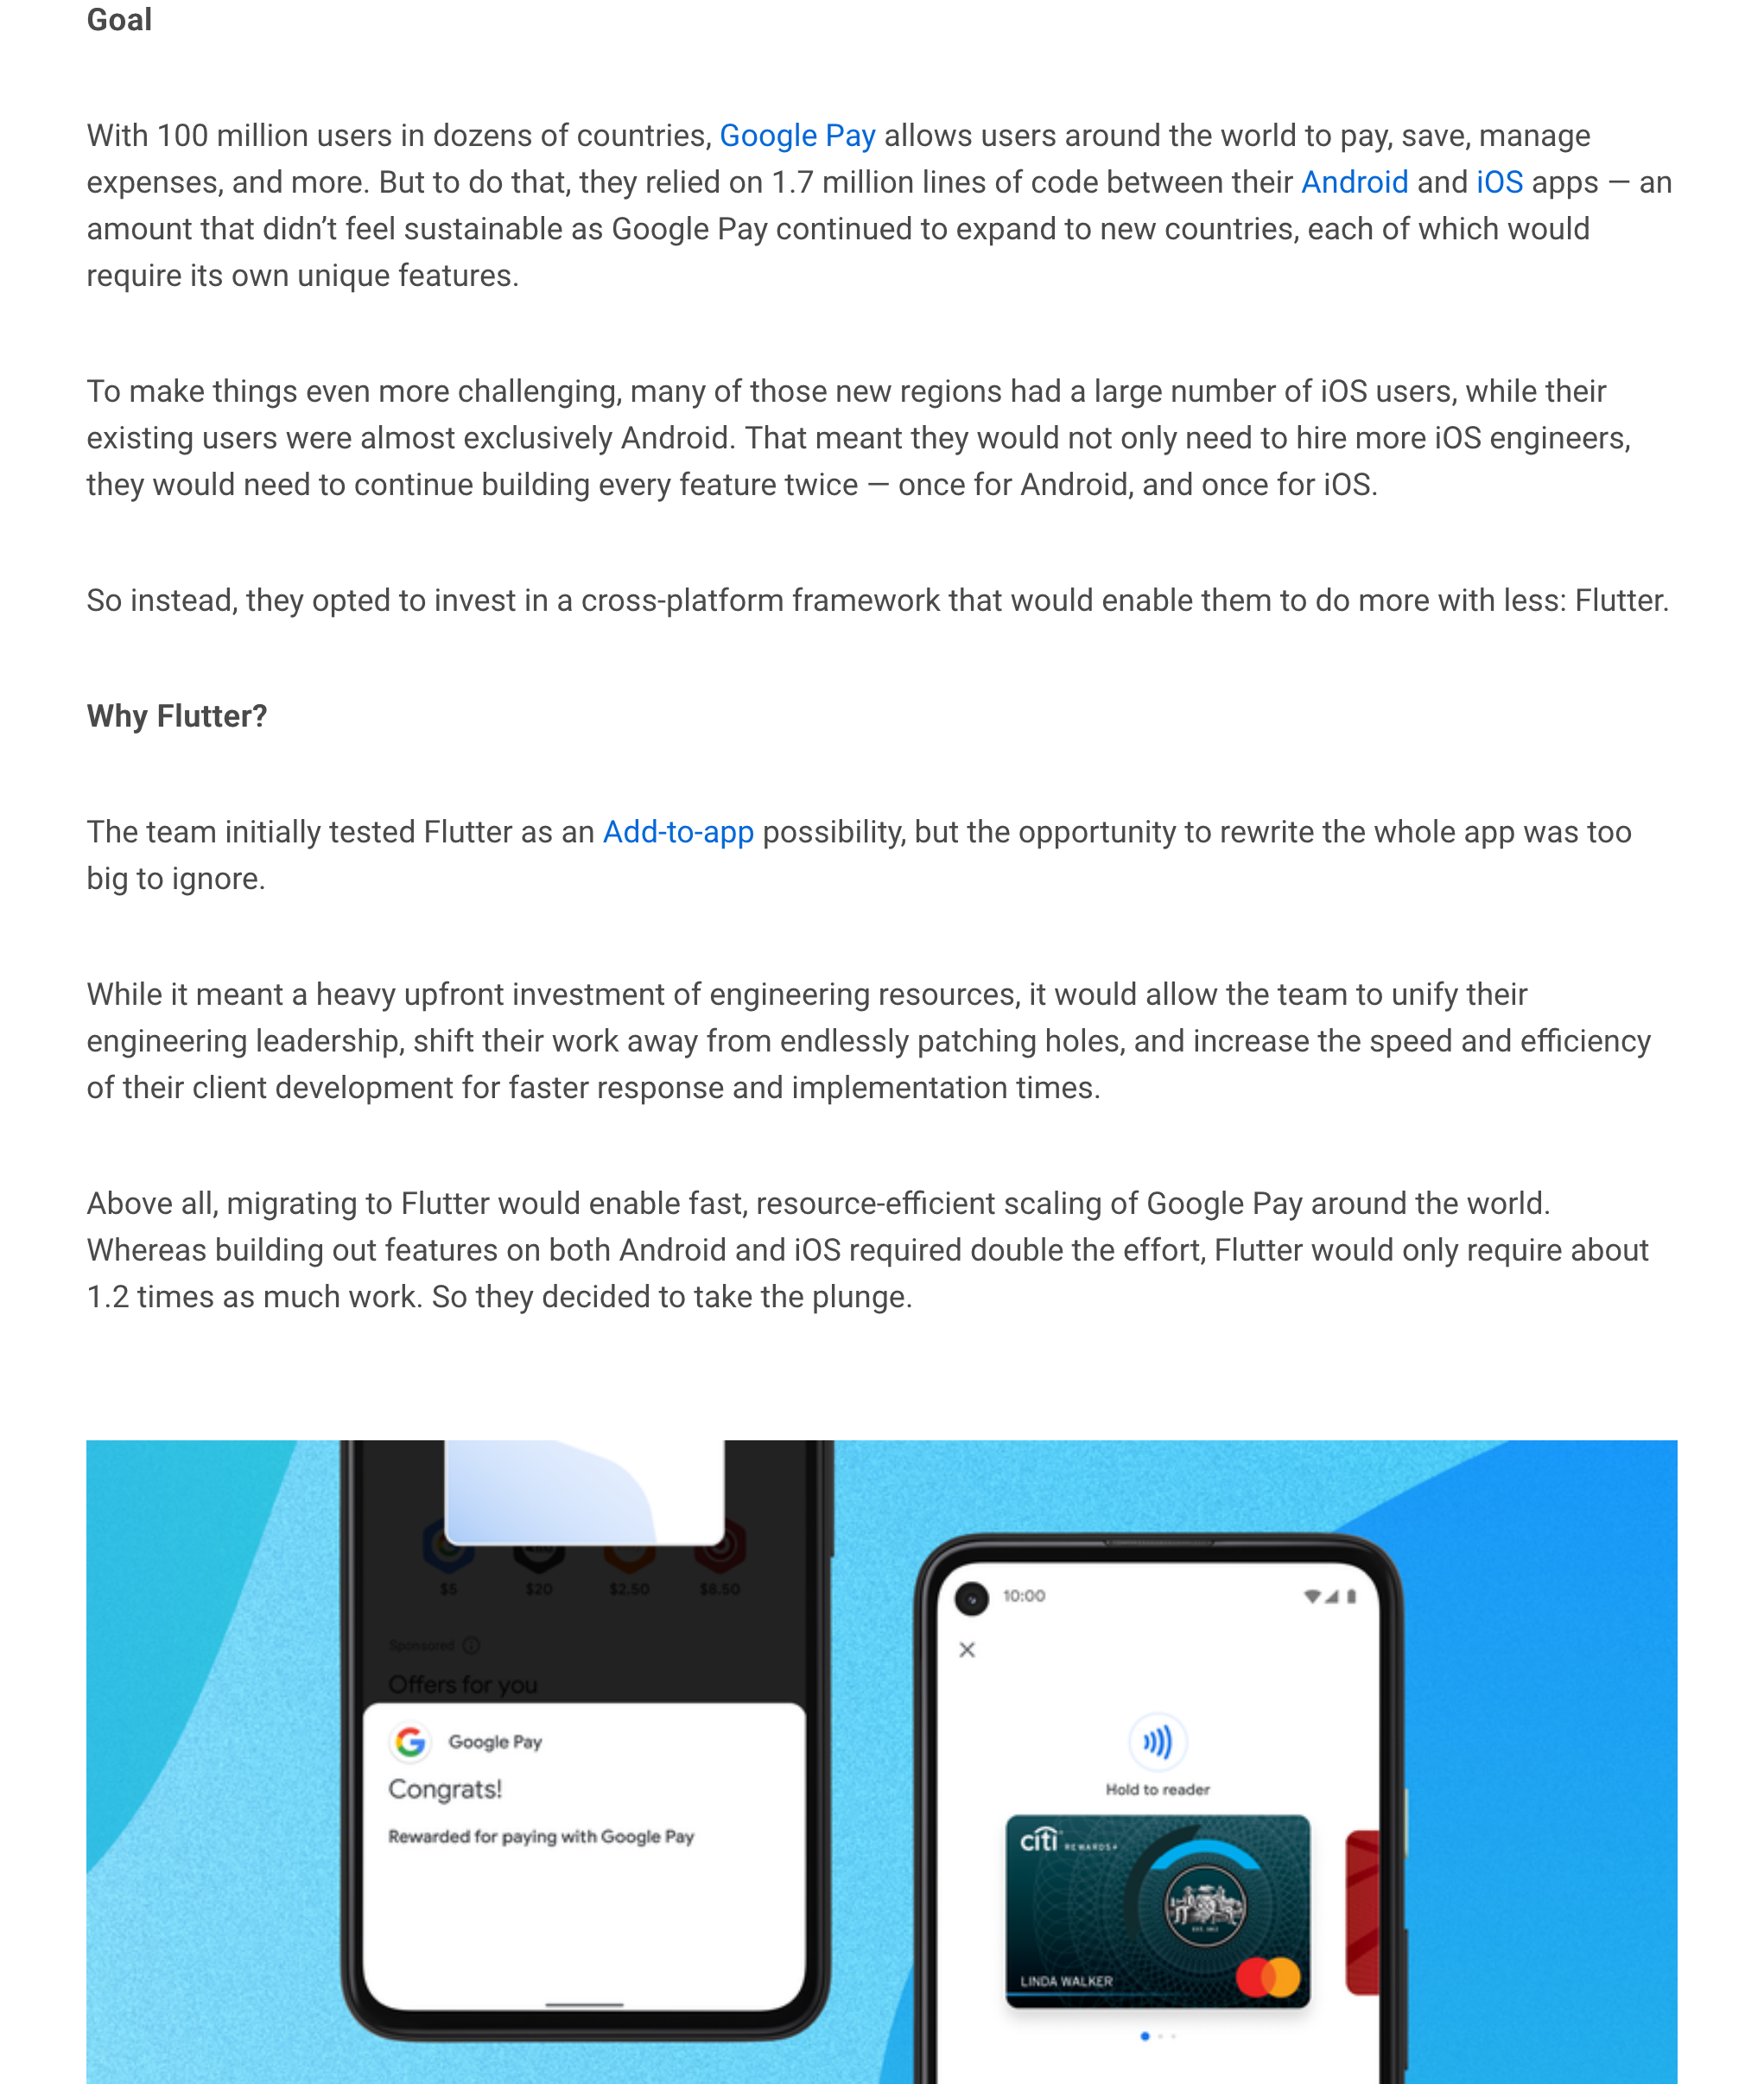 Goal
With 100 million users in dozens of countries, Google Pay allows users around the world to pay, save, manage
expenses, and more. But to do that, they relied on 1.7 million lines of code between their Android and iOS apps — an
amount that didn’t feel sustainable as Google Pay continued to expand to new countries, each of which would
require its own unique features.
To make things even more challenging, many of those new regions had a large number of iOS users, while their
existing users were almost exclusively Android. That meant they would not only need to hire more iOS engineers,
they would need to continue building every feature twice — once for Android, and once for iOS.
So instead, they opted to invest in a cross-platform framework that would enable them to do more with less: Flutter.
Why Flutter?
The team initially tested Flutter as an Add-to-app possibility, but the opportunity to rewrite the whole app was too
big to ignore.
While it meant a heavy upfront investment of engineering resources, it would allow the team to unify their
engineering leadership, shift their work away from endlessly patching holes, and increase the speed and efficiency
of their client development for faster response and implementation times.
Above all, migrating to Flutter would enable fast, resource-efficient scaling of Google Pay around the world.
Whereas building out features on both Android and iOS required double the effort, Flutter would only require about
1.2 times as much work. So they decided to take the plunge.
$5 $20 $2.50 $8.50
Sponsored
Offers for you
Google Pay
Congrats!
Rewarded for paying with Google Pay
10:00
Hold to reader
citi REWARDS+
EST. 1812
LINDA WALKER